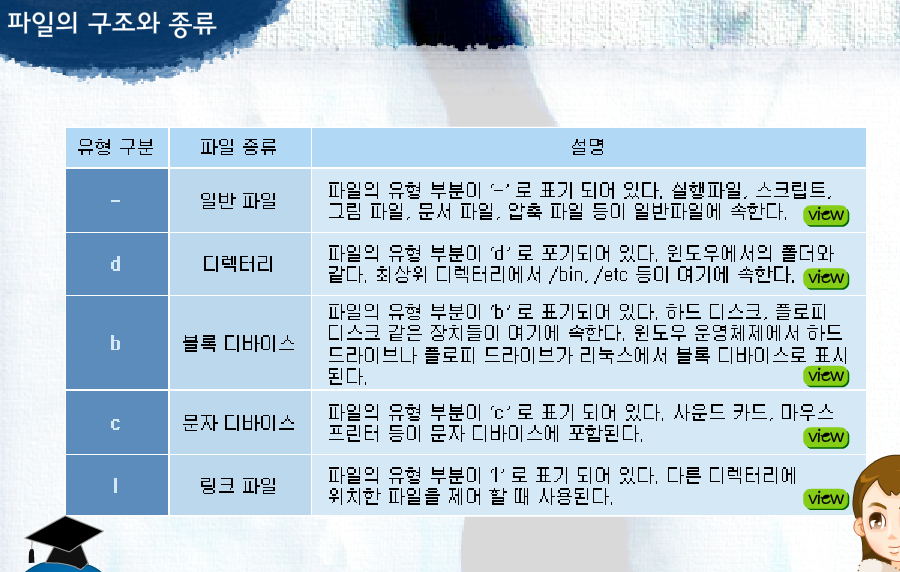 파일의 구조와 종류
유형 구분 파일 종류 설명
- 일반 파일 파일의 유형 부분이 '-' 로 표기 되어 있다. 실행파일, 스크립트,
그림 파일, 문서 파일, 압축 파일 등이 일반파일에 속한다. view
d 디렉터리 파일의 유형 부분이 'd' 로 포기되어 있다. 윈도우에서의 폴더와
같다. 최상위 디렉터리에서 /bin, /etc 등이 여기에 속한다. view
b 블록 디바이스 파일의 유형 부분이 'b' 로 표기되어 있다. 하드 디스크, 플로피
디스크 같은 장치들이 여기에 속한다. 윈도우 운영체제에서 하드
드라이브나 플로피 드라이브가 리눅스에서 블록 디바이스로 표시
된다. view
c 문자 디바이스 파일의 유형 부분이 'c' 로 표기 되어 있다. 사운드 카드, 마우스
프린터 등이 문자 디바이스에 포함된다. view
l 링크 파일 파일의 유형 부분이 'l' 로 표기 되어 있다. 다른 디렉터리에
위치한 파일을 제어 할 때 사용된다. view